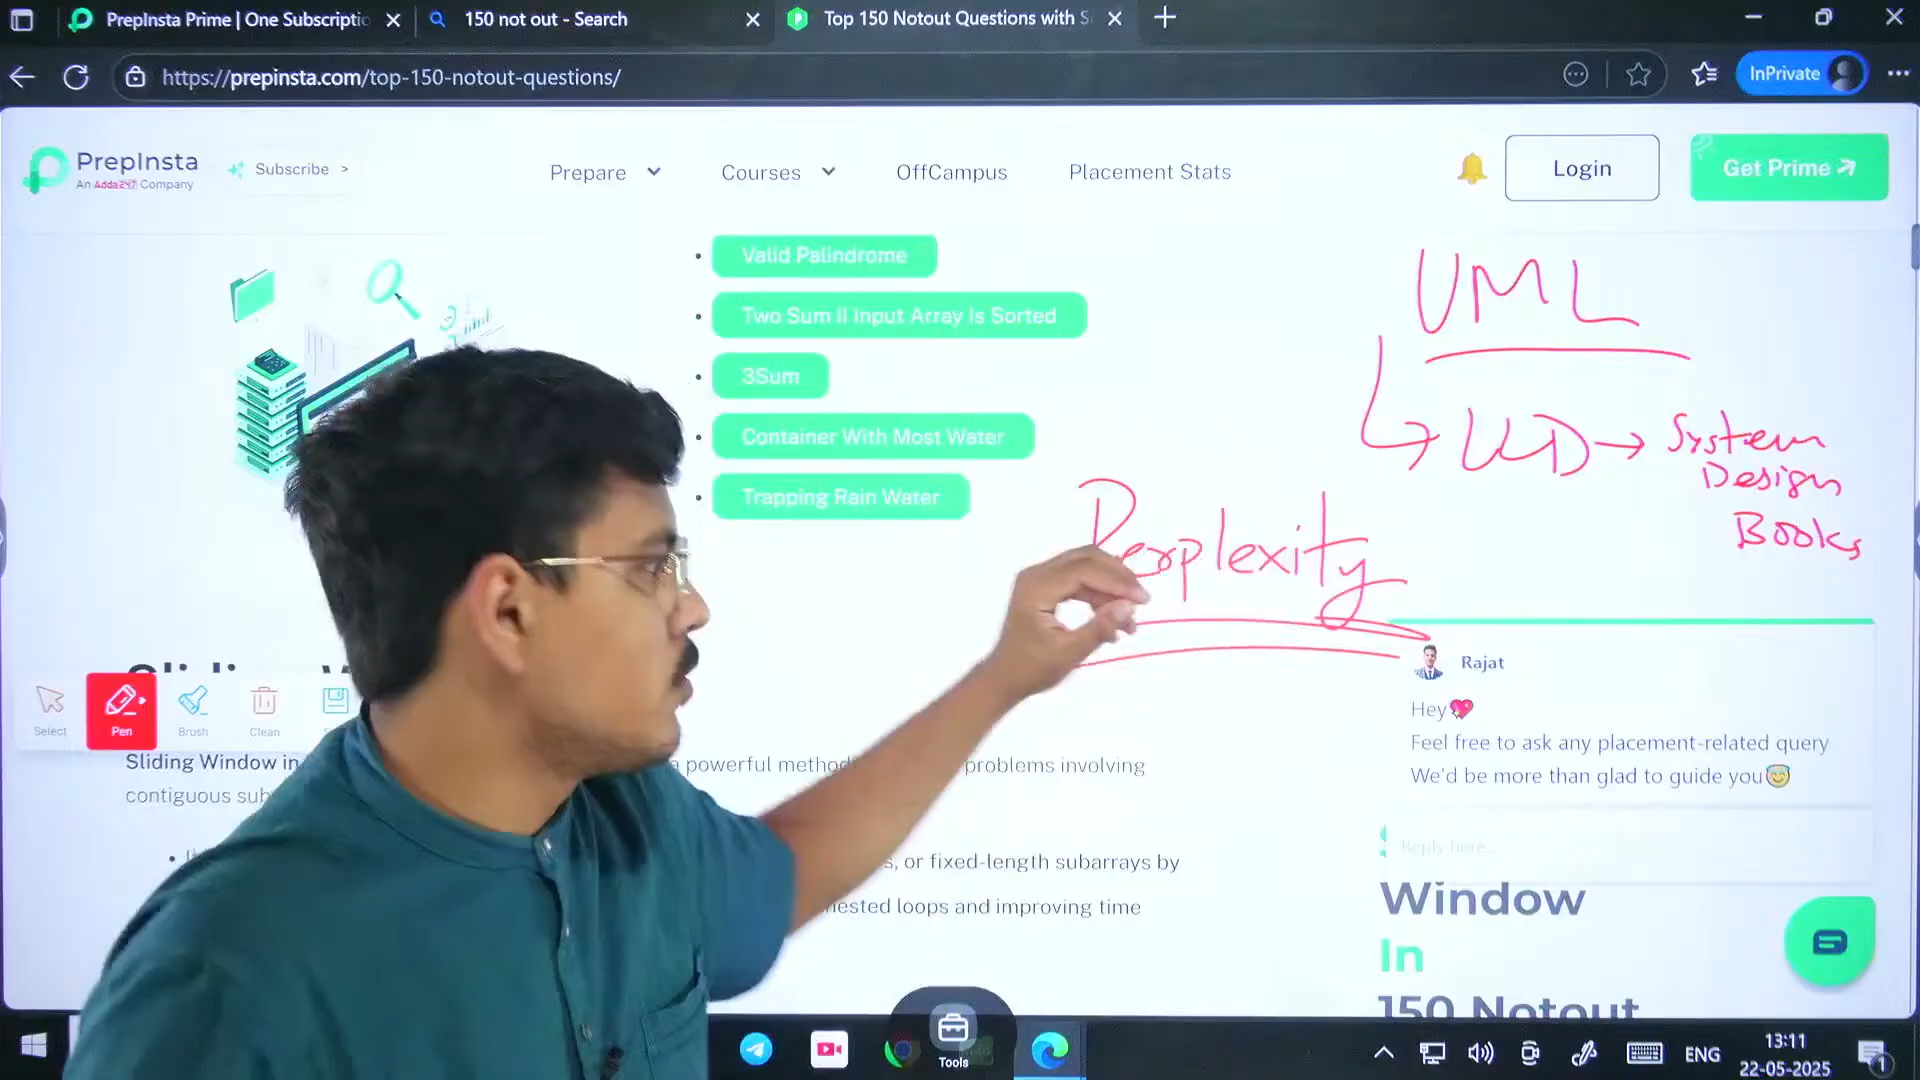 PrepInsta Prime | One Subscriptio
150 not out - Search
Top 150 Notout Questions with S
https://prepinsta.com/top-150-notout-questions/
InPrivate
PrepInsta
An Adda247 Company
Subscribe >
Prepare
Courses
OffCampus
Placement Stats
Login
Get Prime
Valid Palindrome
Two Sum II Input Array Is Sorted
3Sum
Container With Most Water
Trapping Rain Water
UML
LLD → System
Design
Books
Perplexity
Rajat
Hey💖
Feel free to ask any placement-related query
We'd be more than glad to guide you😇
Reply here..
Select
Pen
Brush
Clean
Sliding Window in
a powerful method
problems involving
contiguous sub
or fixed-length subarrays by
nested loops and improving time
Window
In
150 Notout
Tools
ENG
13:11
22-05-2025
1